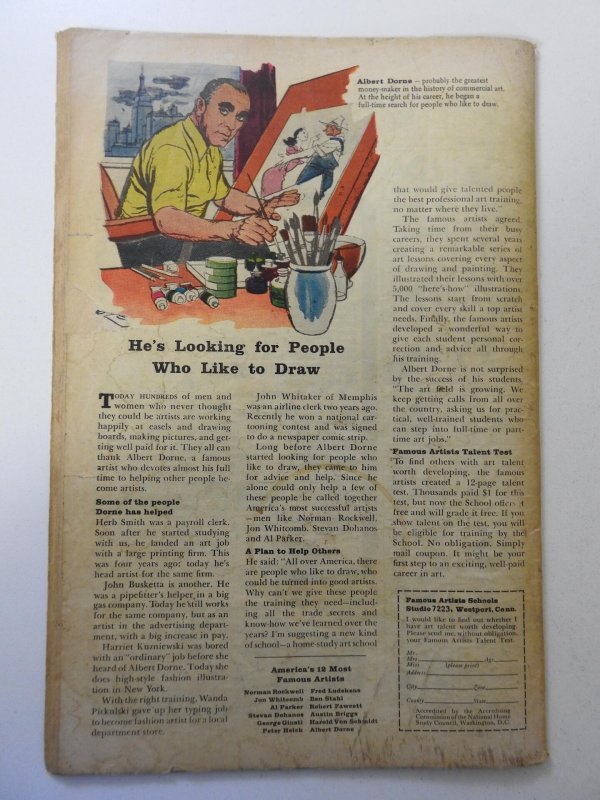 Albert Dorne – probably the greatest
money-maker in the history of commercial art.
At the height of his career, he began a
full-time search for people who like to draw.
He's Looking for People
Who Like to Draw
TODAY HUNDREDS of men and
women who never thought
they could be artists are working
happily at easels and drawing
boards, making pictures, and get-
ting well paid for it. They all can
thank Albert Dorne, a famous
artist who devotes almost his full
time to helping other people be-
come artists.
Some of the people
Dorne has helped
Herb Smith was a payroll clerk.
Soon after he started studying
with us, he landed an art job
with a large printing firm. This
was four years ago; today he's
head artist for the same firm.
John Busketta is another. He
was a pipefitter's helper in a big
gas company. Today he still works
for the same company, but as an
artist in the advertising depart-
ment, with a big increase in pay.
Harriet Kuzniewski was bored
with an "ordinary" job before she
heard of Albert Dorne. Today she
does high-style fashion illustra-
tion in New York.
With the right training, Wanda
Pickulski gave up her typing job
to become fashion artist for a local
department store.
John Whitaker of Memphis
was an airline clerk two years ago.
Recently he won a national car-
tooning contest and was signed
to do a newspaper comic strip.
Long before Albert Dorne
started looking for people who
like to draw, they came to him
for advice and help. Since he
alone could help only a few of
these people he called together
America's most successful artists
—men like Norman Rockwell,
Jon Whitcomb, Stevan Dohanos
and Al Parker.
A Plan to Help Others
He said: "All over America, there
are people who like to draw, who
could be turned into good artists.
Why can't we give these people
the training they need—includ-
ing all the trade secrets and
know-how we've learned over the
years? I'm suggesting a new kind
of school—a home-study art school
America's 12 Most
Famous Artists
Norman Rockwell Fred Ludekens
Jon Whitcomb Ben Stahl
Al Parker Robert Fawcett
Stevan Dohanos Austin Briggs
George Giusti Harold Von Schmidt
Peter Helck Albert Dorne
that would give talented people
the best professional art training,
no matter where they live."
The famous artists agreed.
Taking time from their busy
careers, they spent several years
creating a remarkable series of
art lessons covering every aspect
of drawing and painting. They
illustrated their lessons with over
5,000 "here's-how" illustrations.
The lessons start from scratch
and cover every skill a top artist
needs. Finally, the famous artists
developed a wonderful way to
give each student personal cor-
rection and advice all through
his training.
Albert Dorne is not surprised
by the success of his students.
"The art field is growing. We
keep getting calls from all over
the country, asking us for prac-
tical, well-trained students who
can step into full-time or part-
time art jobs."
Famous Artists Talent Test
To find others with art talent
worth developing, the famous
artists created a 12-page talent
test. Thousands paid $1 for this
test, but now the School offers it
free and will grade it free. If you
show talent on the test, you will
be eligible for training by the
School. No obligation. Simply
mail coupon. It might be your
first step to an exciting, well-paid
career in art.
Famous Artists Schools
Studio 7223, Westport, Conn.
I would like to find out whether I
have art talent worth developing.
Please send me, without obligation,
your Famous Artists Talent Test.
Mr.
Mrs. Age
Miss (please print)
Address
City Zone
County State
Accredited by the Accrediting
Commission of the National Home
Study Council, Washington, D.C.